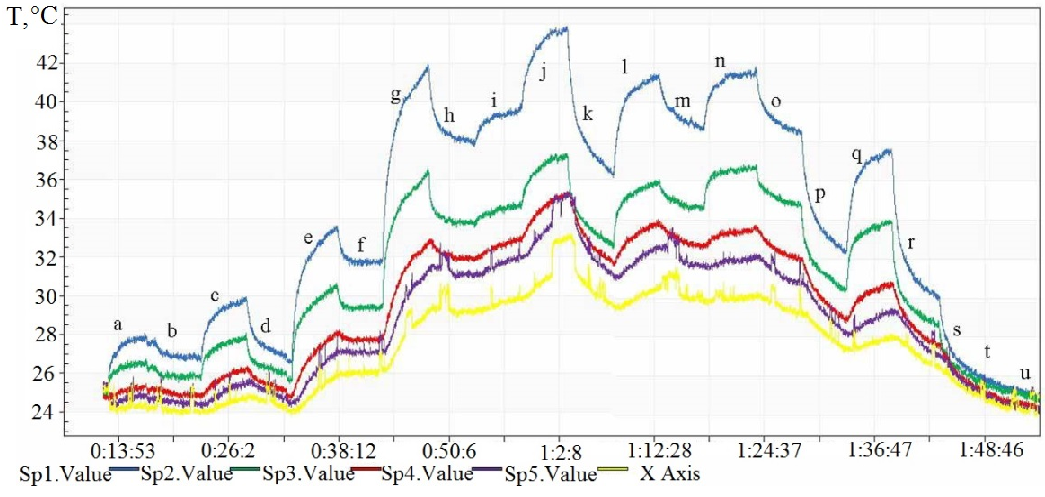 T,°C
42
40
38
36
34
32
30
28
26
24
a b c d e f g h i j k l m n o p q r s t u
0:13:53 0:26:2 0:38:12 0:50:6 1:2:8 1:12:28 1:24:37 1:36:47 1:48:46
Sp1.Value Sp2.Value Sp3.Value Sp4.Value Sp5.Value X Axis